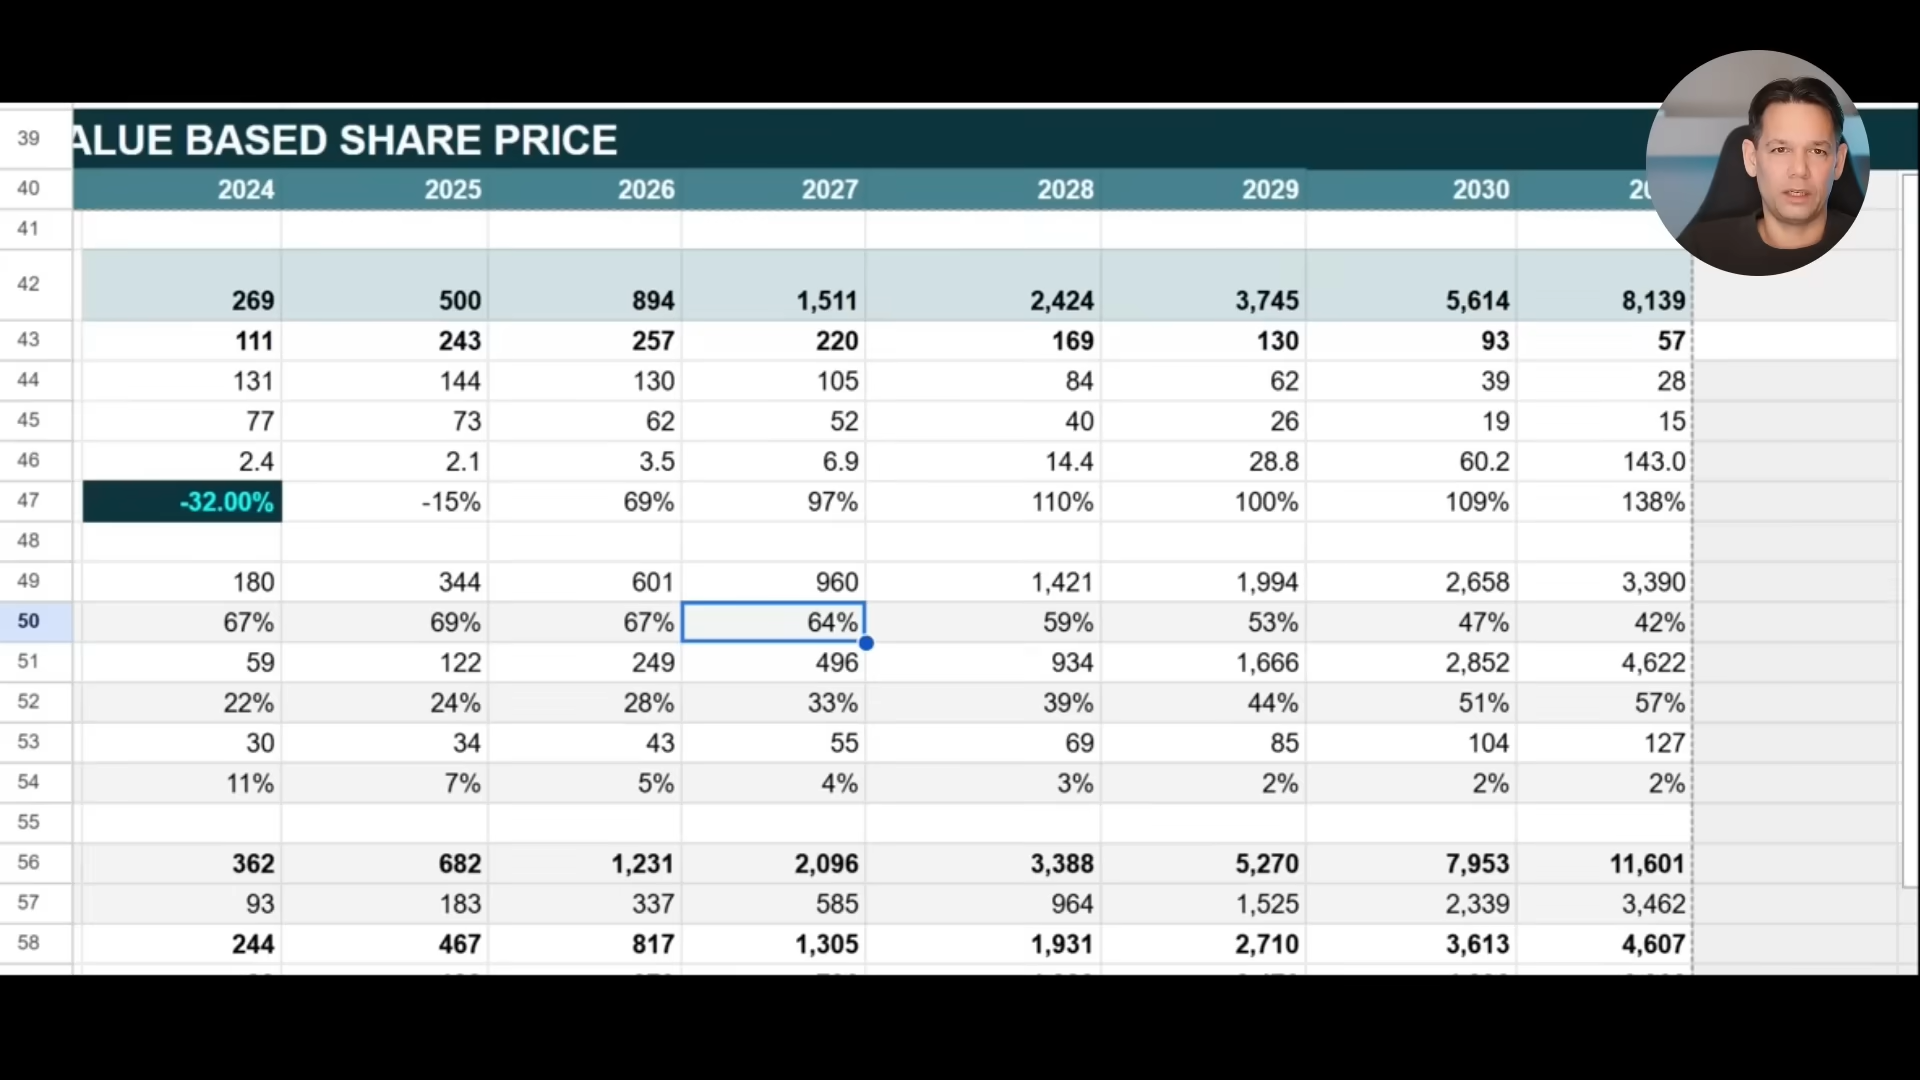 39 ALUE BASED SHARE PRICE
40 2024 2025 2026 2027 2028 2029 2030
41
42 269 500 894 1,511 2,424 3,745 5,614 8,139
43 111 243 257 220 169 130 93 57
44 131 144 130 105 84 62 39 28
45 77 73 62 52 40 26 19 15
46 2.4 2.1 3.5 6.9 14.4 28.8 60.2 143.0
47 -32.00% -15% 69% 97% 110% 100% 109% 138%
48
49 180 344 601 960 1,421 1,994 2,658 3,390
50 67% 69% 67% 64% 59% 53% 47% 42%
51 59 122 249 496 934 1,666 2,852 4,622
52 22% 24% 28% 33% 39% 44% 51% 57%
53 30 34 43 55 69 85 104 127
54 11% 7% 5% 4% 3% 2% 2% 2%
55
56 362 682 1,231 2,096 3,388 5,270 7,953 11,601
57 93 183 337 585 964 1,525 2,339 3,462
58 244 467 817 1,305 1,931 2,710 3,613 4,607